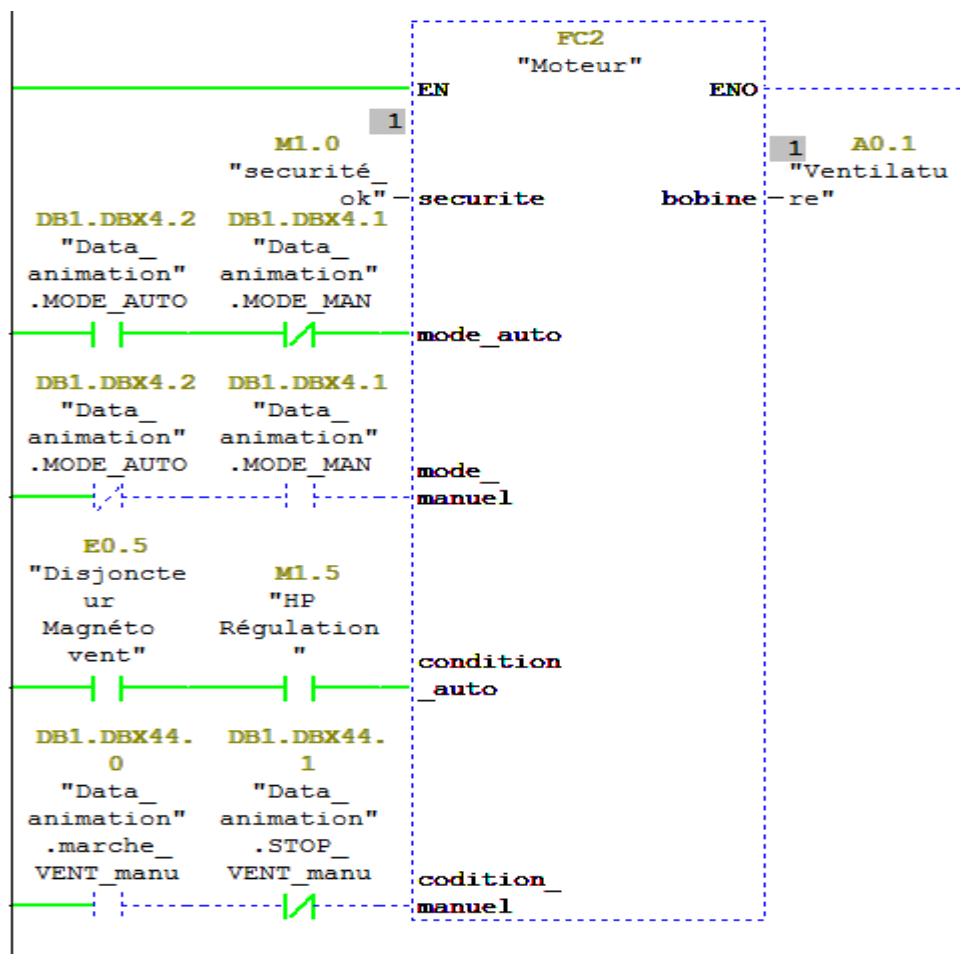 FC2
"Moteur"
EN ENO
1
M1.0
"securité_
ok"
securite
bobine
1 A0.1
"Ventilatu
re"
DB1.DBX4.2 DB1.DBX4.1
"Data_ "Data_
animation" animation"
.MODE_AUTO .MODE_MAN
mode_auto
DB1.DBX4.2 DB1.DBX4.1
"Data_ "Data_
animation" animation"
.MODE_AUTO .MODE_MAN
mode_
manuel
E0.5
"Disjoncte M1.5
ur "HP
Magnéto Régulation
vent" "
condition
_auto
DB1.DBX44. DB1.DBX44.
0 1
"Data_ "Data_
animation" animation"
.marche_ .STOP_
VENT_manu VENT_manu
codition_
manuel